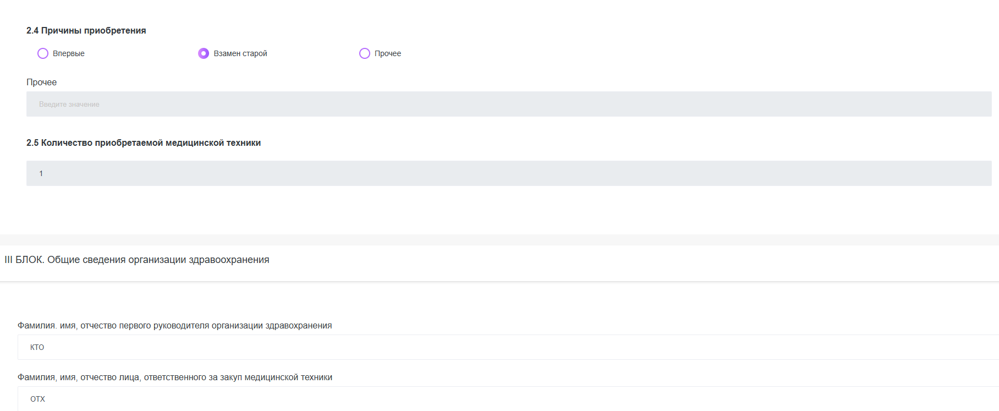 2.4 Причины приобретения
Впервые Взамен старой Прочее
Прочее
Введите значение
2.5 Количество приобретаемой медицинской техники
1
III БЛОК. Общие сведения организации здравоохранения
Фамилия. имя, отчество первого руководителя организации здравохранения
КТО
Фамилия, имя, отчество лица, ответственного за закуп медицинской техники
ОТХ